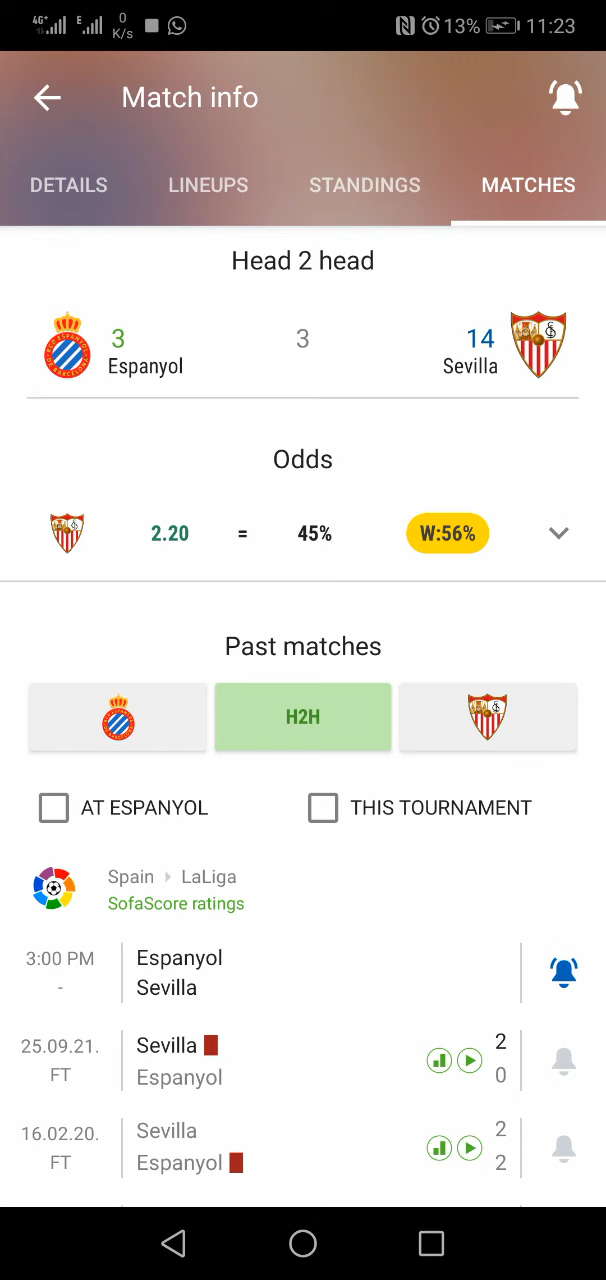 4G+ E 0 K/s 13% 11:23
Match info
DETAILS LINEUPS STANDINGS MATCHES
Head 2 head
3 3 14
Espanyol Sevilla
Odds
2.20 = 45% W:56%
Past matches
H2H
AT ESPANYOL THIS TOURNAMENT
Spain LaLiga
SofaScore ratings
3:00 PM Espanyol
- Sevilla
25.09.21. Sevilla 2
FT Espanyol 0
16.02.20. Sevilla 2
FT Espanyol 2